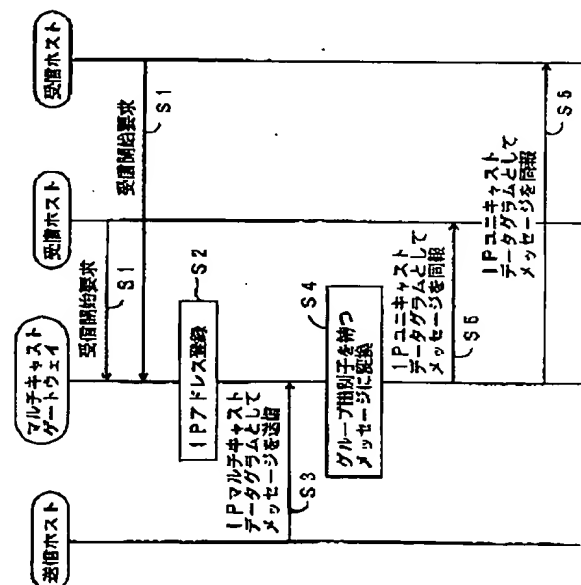 送信ホスト
マルチキャスト
ゲートウェイ
受信ホスト
受信ホスト
受信開始要求
S1
受信開始要求
S1
IPアドレス登録
S2
IPマルチキャスト
データグラムとして
メッセージを送信
S3
グループ識別子を持つ
メッセージに変換
S4
IPユニキャスト
データグラムとして
メッセージを同報
S5
IPユニキャスト
データグラムとして
メッセージを同報
S5